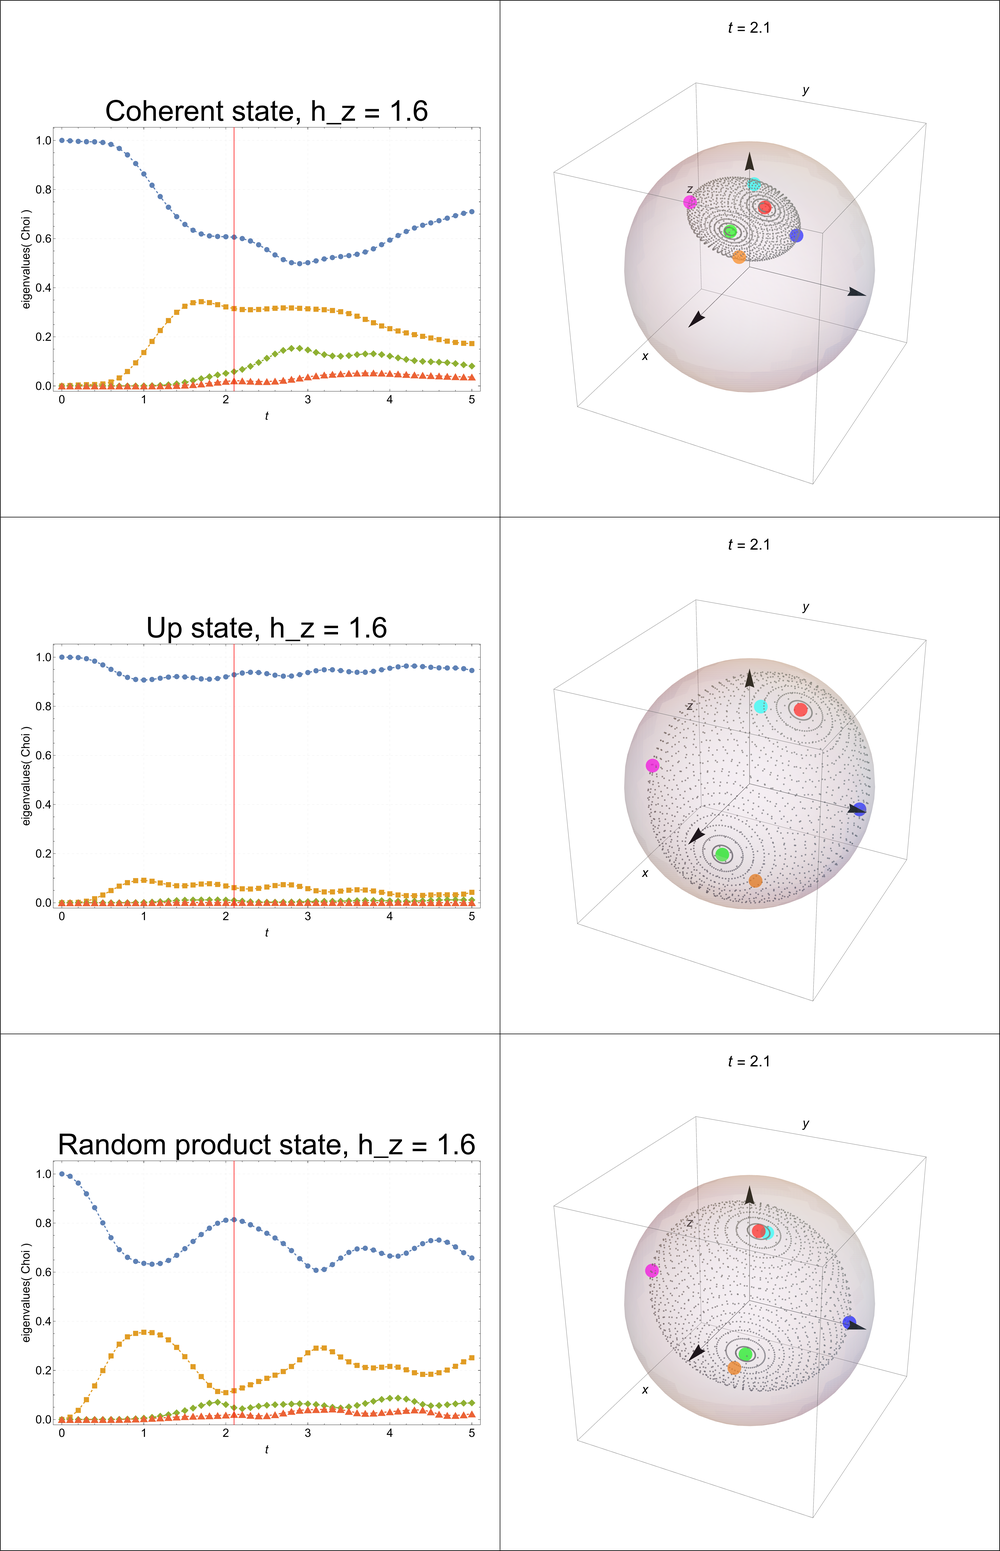 t = 2.1
Coherent state, h_z = 1.6
eigenvalues( Choi )
1.0
0.8
0.6
0.4
0.2
0.0
0 1 2 3 4 5
t
y
z
x
t = 2.1
Up state, h_z = 1.6
eigenvalues( Choi )
1.0
0.8
0.6
0.4
0.2
0.0
0 1 2 3 4 5
t
y
z
x
t = 2.1
Random product state, h_z = 1.6
eigenvalues( Choi )
1.0
0.8
0.6
0.4
0.2
0.0
0 1 2 3 4 5
t
y
z
x